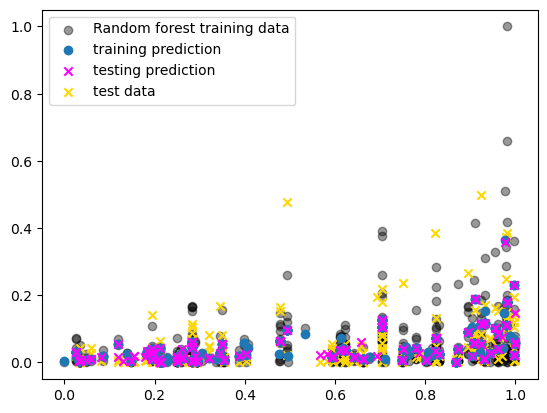 1.0
0.8
0.6
0.4
0.2
0.0
Random forest training data
training prediction
testing prediction
test data
0.0 0.2 0.4 0.6 0.8 1.0